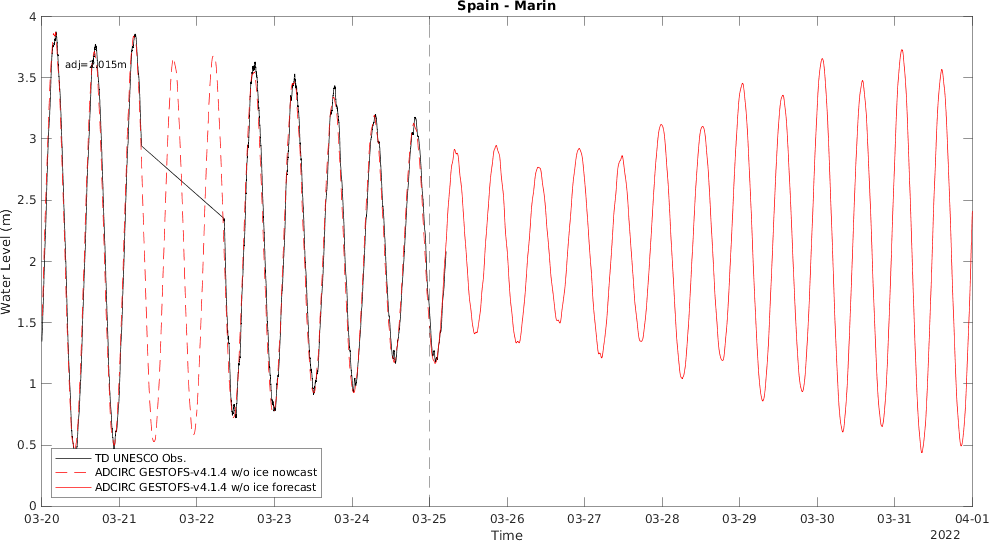 Spain - Marin
4
adj=2.015m
3.5
3
2.5
2
1.5
1
0.5
0
Water Level (m)
TD UNESCO Obs.
ADCIRC GESTOFS-v4.1.4 w/o ice nowcast
ADCIRC GESTOFS-v4.1.4 w/o ice forecast
03-20 03-21 03-22 03-23 03-24 03-25 03-26 03-27 03-28 03-29 03-30 03-31 04-01
Time
2022